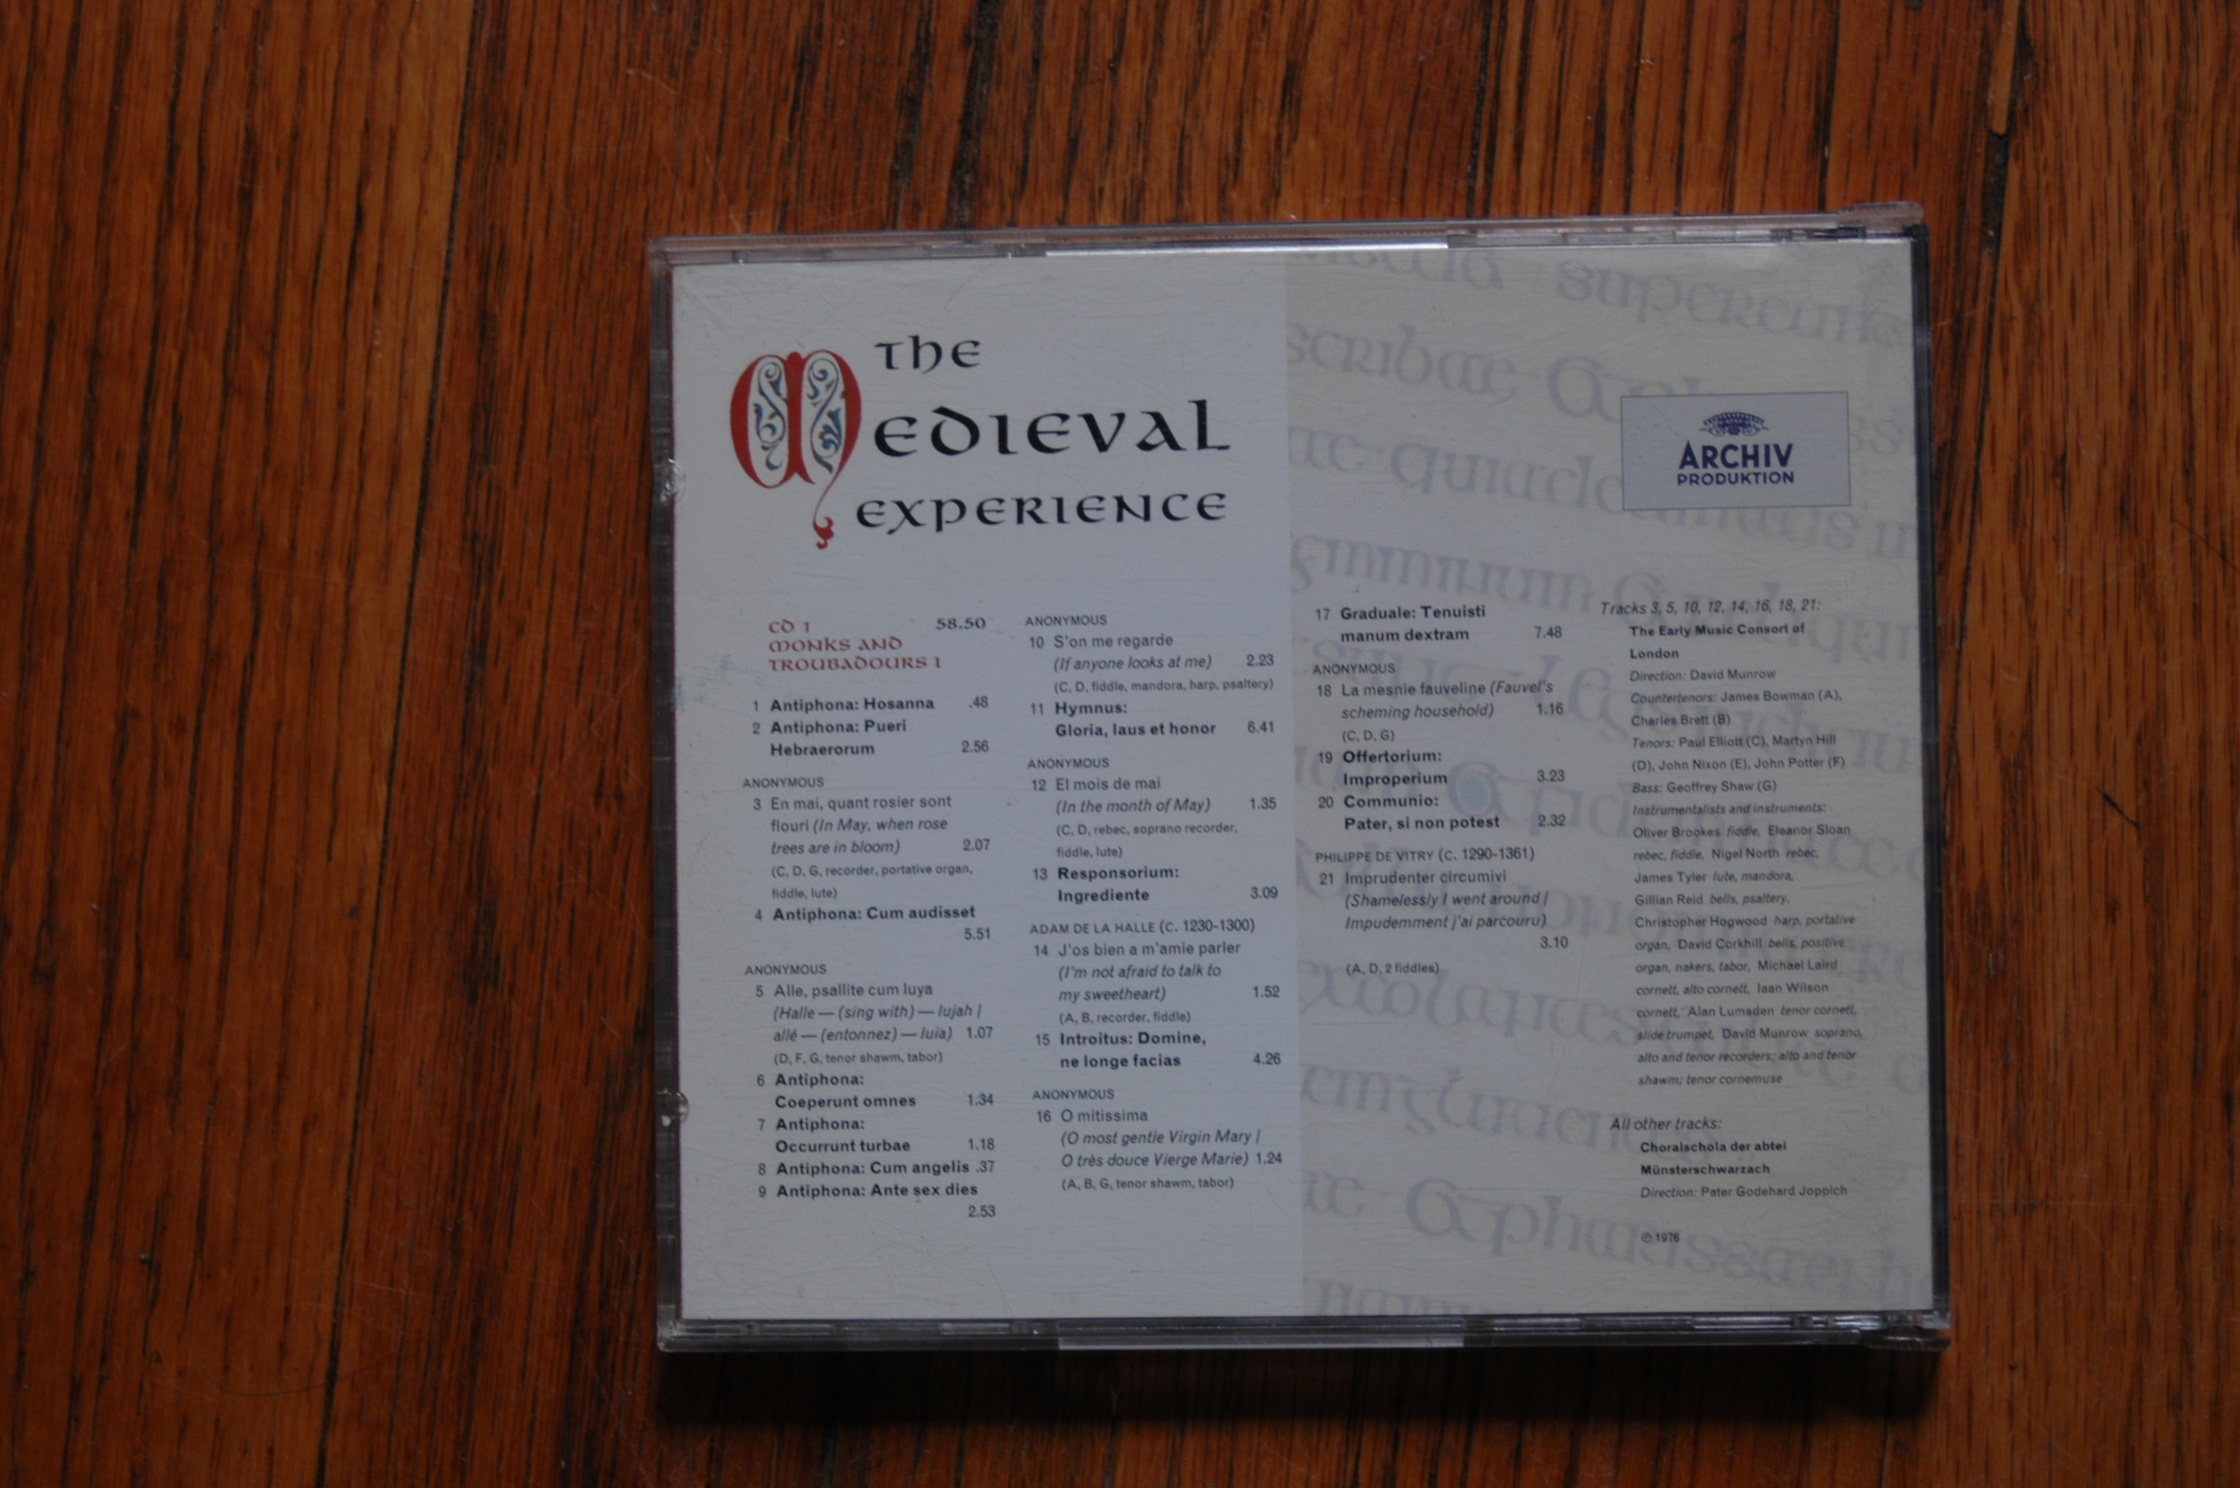 THE
MEDIEVAL
EXPERIENCE
ARCHIV
PRODUKTION
CD 1 58.50
MONKS AND
TROUBADOURS 1
1 Antiphona: Hosanna .48
2 Antiphona: Pueri
Hebraerorum 2.56
ANONYMOUS
3 En mai, quant rosier sont
flouri (In May, when rose
trees are in bloom) 2.07
(C, D, G, recorder, portative organ,
fiddle, lute)
4 Antiphona: Cum audisset
5.51
ANONYMOUS
5 Alle, psallite cum luya
(Halle — (sing with) — lujah |
allé — (entonnez) — luia) 1.07
(D, F, G, tenor shawm, tabor)
6 Antiphona:
Coeperunt omnes 1.34
7 Antiphona:
Occurrunt turbae 1.18
8 Antiphona: Cum angelis .37
9 Antiphona: Ante sex dies
2.53
ANONYMOUS
10 S'on me regarde
(If anyone looks at me) 2.23
(C, D, fiddle, mandora, harp, psaltery)
11 Hymnus:
Gloria, laus et honor 6.41
ANONYMOUS
12 El mois de mai
(In the month of May) 1.35
(C, D, rebec, soprano recorder,
fiddle, lute)
13 Responsorium:
Ingrediente 3.09
ADAM DE LA HALLE (C. 1230-1300)
14 J'os bien a m'amie parler
(I'm not afraid to talk to
my sweetheart) 1.52
(A, B, recorder, fiddle)
15 Introitus: Domine,
ne longe facias 4.26
ANONYMOUS
16 O mitissima
(O most gentle Virgin Mary |
O très douce Vierge Marie) 1.24
(A, B, G, tenor shawm, tabor)
17 Graduale: Tenuisti
manum dextram 7.48
ANONYMOUS
18 La mesnie fauveline (Fauvel's
scheming household) 1.16
(C, D, G)
19 Offertorium:
Improperium 3.23
20 Communio:
Pater, si non potest 2.32
PHILIPPE DE VITRY (C. 1290-1361)
21 Imprudenter circumivi
(Shamelessly I went around |
Impudemment j'ai parcouru)
3.10
(A, D, 2 fiddles)
Tracks 3, 5, 10, 12, 14, 16, 18, 21:
The Early Music Consort of
London
Direction: David Munrow
Countertenors: James Bowman (A),
Charles Brett (B)
Tenors: Paul Elliott (C), Martyn Hill
(D), John Nixon (E), John Potter (F)
Bass: Geoffrey Shaw (G)
Instrumentalists and instruments:
Oliver Brookes fiddle, Eleanor Sloan
rebec, fiddle, Nigel North rebec,
James Tyler lute, mandora,
Gillian Reid bells, psaltery,
Christopher Hogwood harp, portative
organ, David Corkhill bells, positive
organ, nakers, tabor, Michael Laird
cornett, alto cornett, Iaan Wilson
cornett, Alan Lumsden tenor cornett,
slide trumpet, David Munrow soprano,
alto and tenor recorders; alto and tenor
shawm; tenor cornemuse
All other tracks:
Choralschola der abtei
Münsterschwarzach
Direction: Pater Godehard Joppich
℗ 1976